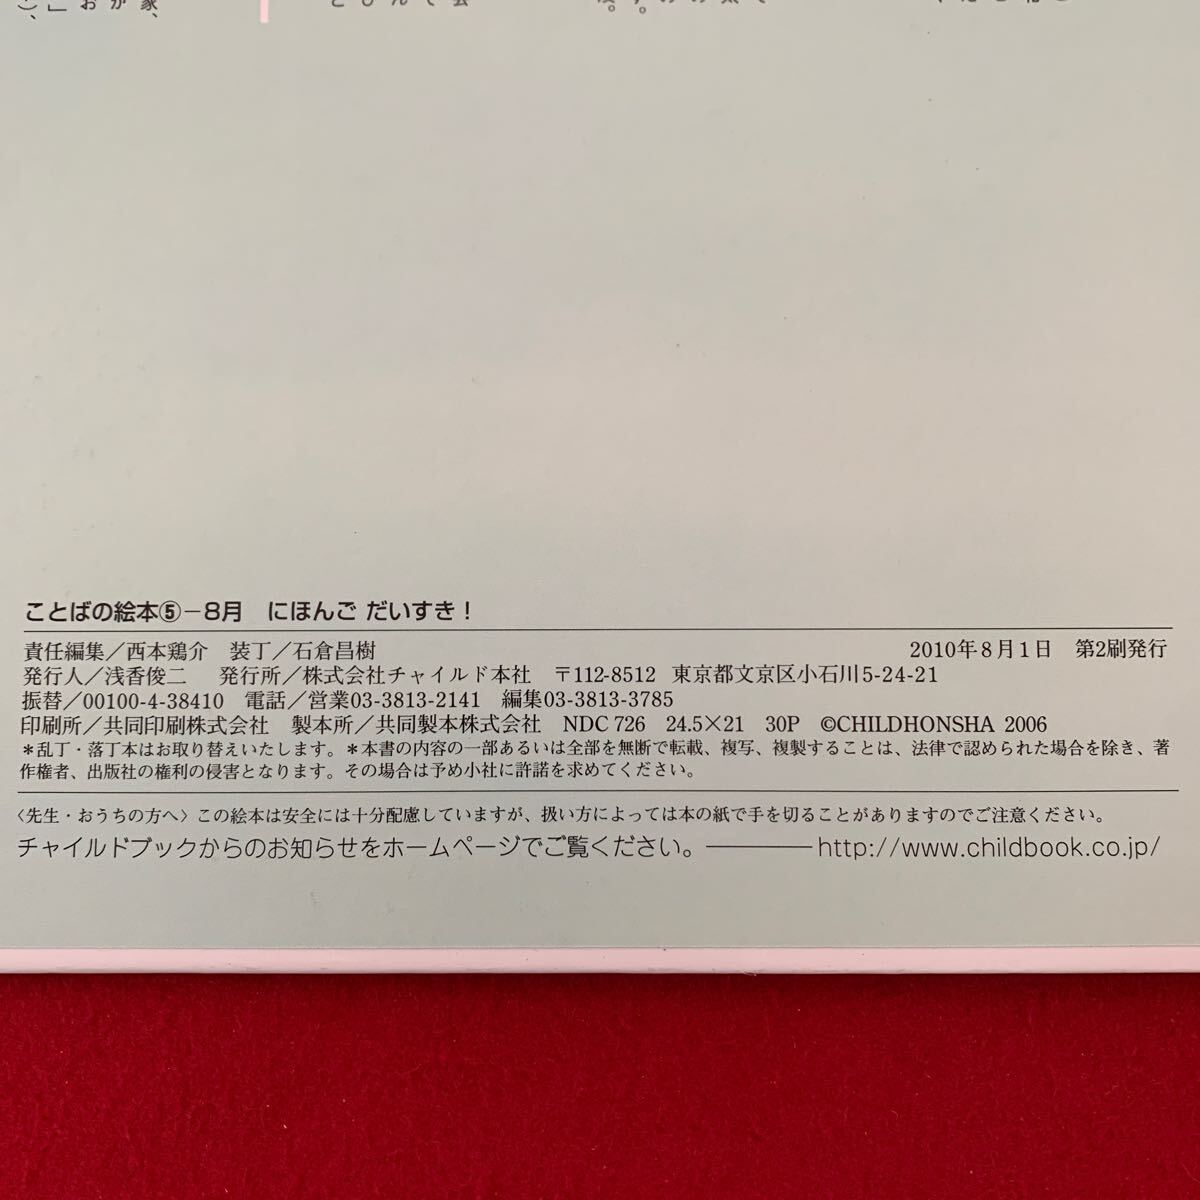 ことばの絵本⑤−8月　にほんご だいすき！
責任編集／西本鶏介　装丁／石倉昌樹　2010年8月1日　第2刷発行
発行人／浅香俊二　発行所／株式会社チャイルド本社　〒112-8512　東京都文京区小石川5-24-21
振替／00100-4-38410　電話／営業03-3813-2141　編集03-3813-3785
印刷所／共同印刷株式会社　製本所／共同製本株式会社　NDC 726　24.5×21　30P　©CHILDHONSHA 2006
＊乱丁・落丁本はお取り替えいたします。＊本書の内容の一部あるいは全部を無断で転載、複写、複製することは、法律で認められた場合を除き、著
作権者、出版社の権利の侵害となります。その場合は予め小社に許諾を求めてください。
〈先生・おうちの方へ〉この絵本は安全には十分配慮していますが、扱い方によっては本の紙で手を切ることがありますのでご注意ください。
チャイルドブックからのお知らせをホームページでご覧ください。————http://www.childbook.co.jp/